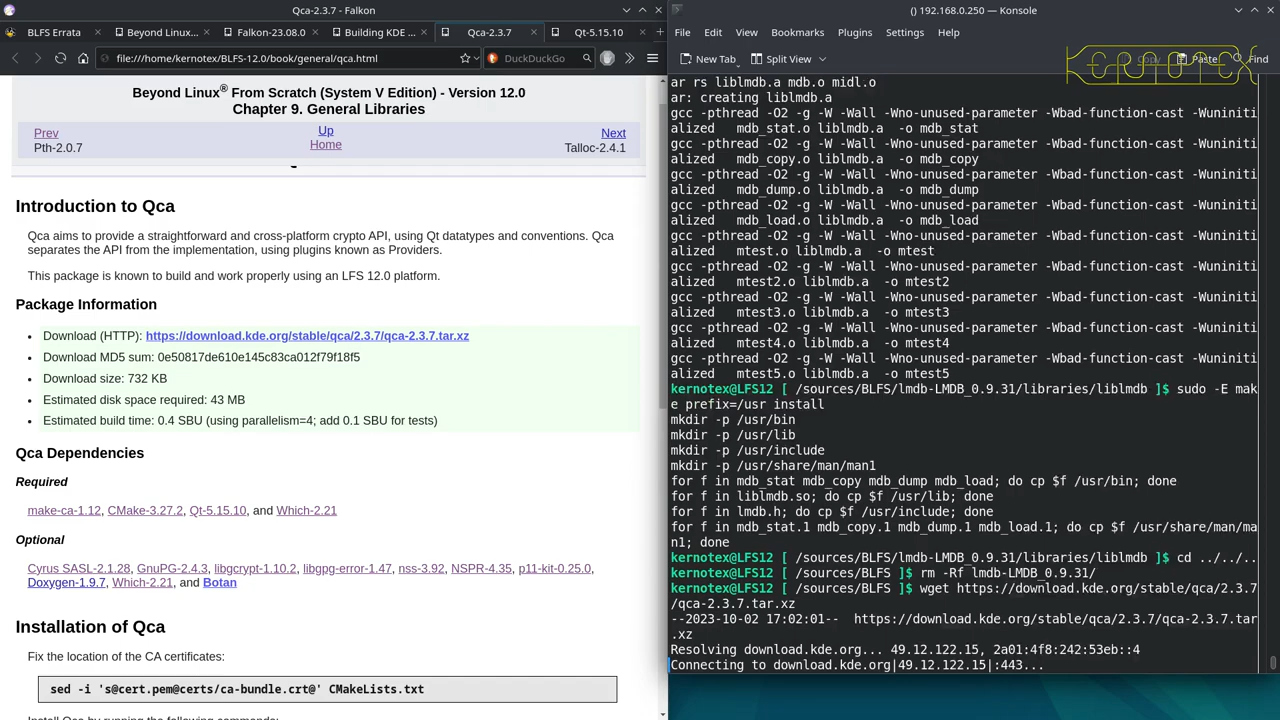 Qca-2.3.7 - Falkon
BLFS Errata
Beyond Linux...
Falkon-23.08.0
Building KDE ...
Qca-2.3.7
Qt-5.15.10
file:///home/kernotex/BLFS-12.0/book/general/qca.html
DuckDuckGo
Beyond Linux® From Scratch (System V Edition) - Version 12.0
Chapter 9. General Libraries
Prev
Up
Next
Pth-2.0.7
Home
Talloc-2.4.1
Introduction to Qca
Qca aims to provide a straightforward and cross-platform crypto API, using Qt datatypes and conventions. Qca
separates the API from the implementation, using plugins known as Providers.
This package is known to build and work properly using an LFS 12.0 platform.
Package Information
• Download (HTTP): https://download.kde.org/stable/qca/2.3.7/qca-2.3.7.tar.xz
• Download MD5 sum: 0e50817de610e145c83ca012f79f18f5
• Download size: 732 KB
• Estimated disk space required: 43 MB
• Estimated build time: 0.4 SBU (using parallelism=4; add 0.1 SBU for tests)
Qca Dependencies
Required
make-ca-1.12, CMake-3.27.2, Qt-5.15.10, and Which-2.21
Optional
Cyrus SASL-2.1.28, GnuPG-2.4.3, libgcrypt-1.10.2, libgpg-error-1.47, nss-3.92, NSPR-4.35, p11-kit-0.25.0,
Doxygen-1.9.7, Which-2.21, and Botan
Installation of Qca
Fix the location of the CA certificates:
sed -i 's@cert.pem@certs/ca-bundle.crt@' CMakeLists.txt
Install Qca by running the following commands:
() 192.168.0.250 — Konsole
File Edit View Bookmarks Plugins Settings Help
New Tab Split View Copy Paste Find
KERNOTEX
ar rs liblmdb.a mdb.o midl.o
ar: creating liblmdb.a
gcc -pthread -O2 -g -W -Wall -Wno-unused-parameter -Wbad-function-cast -Wuniniti
alized   mdb_stat.o liblmdb.a  -o mdb_stat
gcc -pthread -O2 -g -W -Wall -Wno-unused-parameter -Wbad-function-cast -Wuniniti
alized   mdb_copy.o liblmdb.a  -o mdb_copy
gcc -pthread -O2 -g -W -Wall -Wno-unused-parameter -Wbad-function-cast -Wuniniti
alized   mdb_dump.o liblmdb.a  -o mdb_dump
gcc -pthread -O2 -g -W -Wall -Wno-unused-parameter -Wbad-function-cast -Wuniniti
alized   mdb_load.o liblmdb.a  -o mdb_load
gcc -pthread -O2 -g -W -Wall -Wno-unused-parameter -Wbad-function-cast -Wuniniti
alized   mtest.o liblmdb.a  -o mtest
gcc -pthread -O2 -g -W -Wall -Wno-unused-parameter -Wbad-function-cast -Wuniniti
alized   mtest2.o liblmdb.a  -o mtest2
gcc -pthread -O2 -g -W -Wall -Wno-unused-parameter -Wbad-function-cast -Wuniniti
alized   mtest3.o liblmdb.a  -o mtest3
gcc -pthread -O2 -g -W -Wall -Wno-unused-parameter -Wbad-function-cast -Wuniniti
alized   mtest4.o liblmdb.a  -o mtest4
gcc -pthread -O2 -g -W -Wall -Wno-unused-parameter -Wbad-function-cast -Wuniniti
alized   mtest5.o liblmdb.a  -o mtest5
kernotex@LFS12 [ /sources/BLFS/lmdb-LMDB_0.9.31/libraries/liblmdb ]$ sudo -E mak
e prefix=/usr install
mkdir -p /usr/bin
mkdir -p /usr/lib
mkdir -p /usr/include
mkdir -p /usr/share/man/man1
for f in mdb_stat mdb_copy mdb_dump mdb_load; do cp $f /usr/bin; done
for f in liblmdb.so; do cp $f /usr/lib; done
for f in lmdb.h; do cp $f /usr/include; done
for f in mdb_stat.1 mdb_copy.1 mdb_dump.1 mdb_load.1; do cp $f /usr/share/man/ma
n1; done
kernotex@LFS12 [ /sources/BLFS/lmdb-LMDB_0.9.31/libraries/liblmdb ]$ cd ../../..
kernotex@LFS12 [ /sources/BLFS ]$ rm -Rf lmdb-LMDB_0.9.31/
kernotex@LFS12 [ /sources/BLFS ]$ wget https://download.kde.org/stable/qca/2.3.7
/qca-2.3.7.tar.xz
--2023-10-02 17:02:01--  https://download.kde.org/stable/qca/2.3.7/qca-2.3.7.tar
.xz
Resolving download.kde.org... 49.12.122.15, 2a01:4f8:242:53eb::4
Connecting to download.kde.org|49.12.122.15|:443...